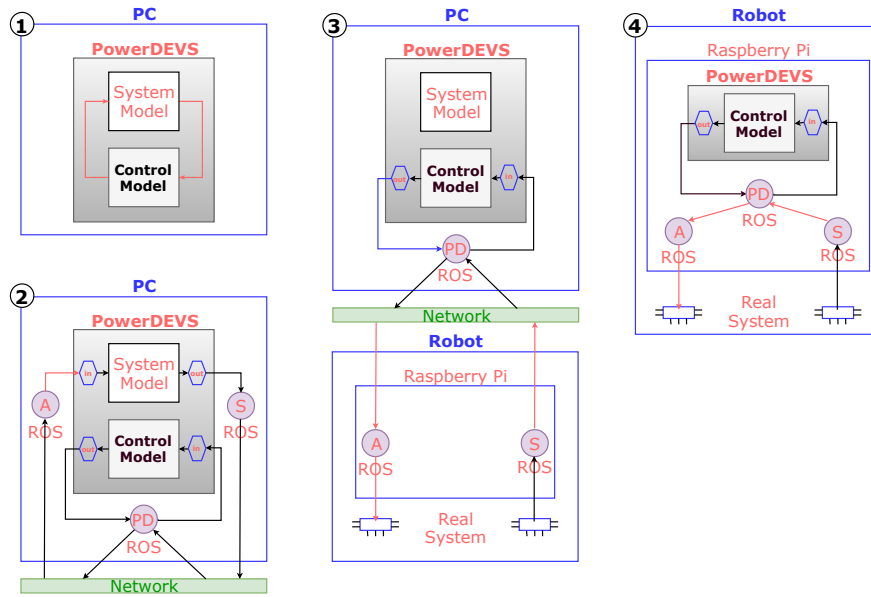 1
PC
PowerDEVS
System
Model
Control
Model
2
PC
PowerDEVS
in
System
Model
out
A
ROS
S
ROS
out
Control
Model
in
PD
ROS
Network
3
PC
PowerDEVS
System
Model
out
Control
Model
in
PD
ROS
Network
Robot
Raspberry Pi
A
ROS
S
ROS
Real
System
4
Robot
Raspberry Pi
PowerDEVS
out
Control
Model
in
PD
ROS
A
ROS
S
ROS
Real
System